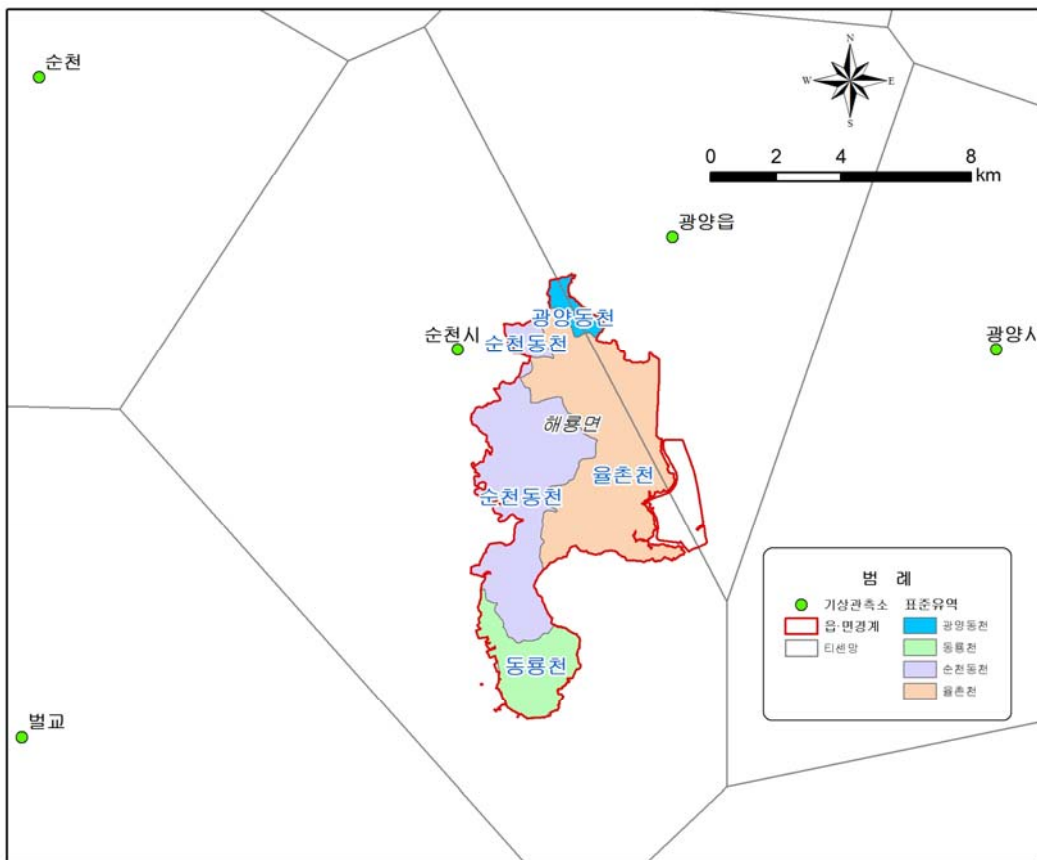 순천
N
W
E
S
0 2 4 8
km
광양읍
광양동천
순천시
순천동천
광양시
해룡면
율촌천
순천동천
범 례
기상관측소 표준유역
읍·면경계 광양동천
티센망 동룡천
순천동천
율촌천
동룡천
벌교